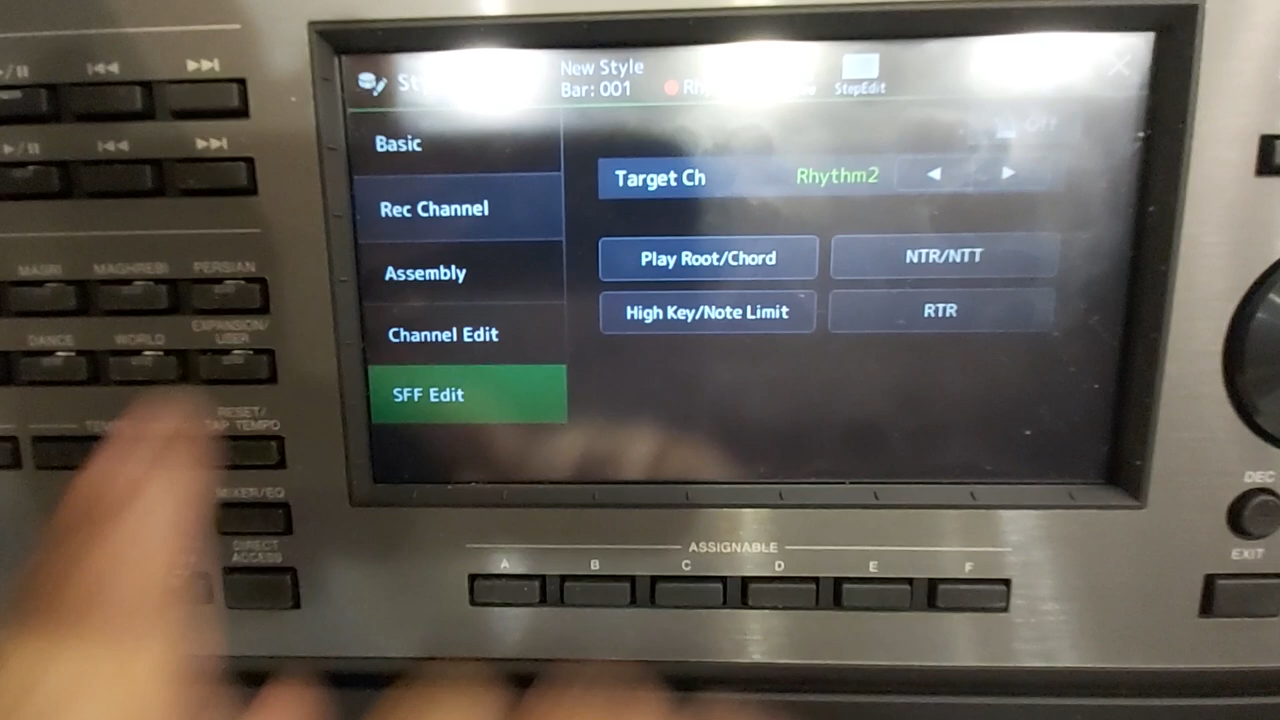 New Style
Bar: 001
StepEdit
Off
Basic
Rec Channel
Assembly
Channel Edit
SFF Edit
Target Ch Rhythm2
Play Root/Chord NTR/NTT
High Key/Note Limit RTR
MAGRI MAGHREBI PERSIAN
DANCE WORLD EXPANSION/
USER
RESET/
TAP TEMPO
MIXER/EQ
DIRECT
ACCESS
ASSIGNABLE
A B C D E F
DEC
EXIT